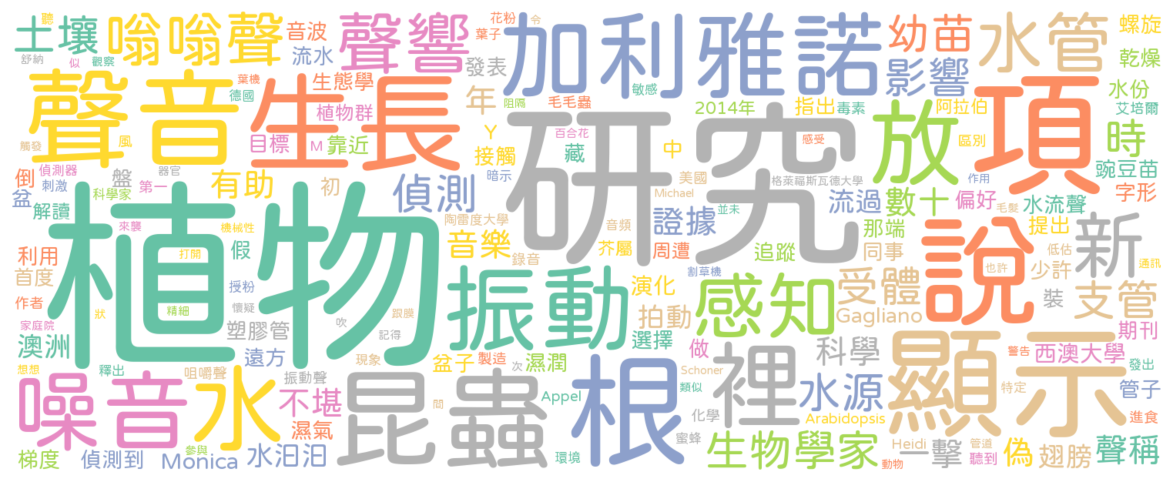 聽
令
花粉
音波
葉子
土壤
嗡嗡聲
聲響
加利雅諾
幼苗
水管
螺旋
流水
舒納
似
觀察
發表
影響
乾燥
生態學
葉機
德國
植物群
年
阻隔
毛毛蟲
敏感
2014年
指出
毒素
阿拉伯
水份
艾培爾
聲音
生長
研究
放
項
時
觸發
風
目標
M
靠近
Y
接觸
百合花
藏
中
感受
區別
偵測器
刺激
器官
暗示
美國
豌豆苗
倒
盤
有助
初
偵測
Michael
格萊福斯瓦德大學
作用
字形
科學家
第一
盆
解讀
流過
數十
偏好
毛髮
水流聲
並未
植物
陶雷度大學
音頻
證據
那端
提出
來襲
機械性
說
新
利用
假
打開
音樂
芥屬
周遭
追蹤
同事
低估
首度
錄音
割草機
也許
少許
通訊
振動
感知
受體
裝
支管
授粉
作者
精細
懷疑
演化
拍動
Gagliano
狀
跟腺
家庭院
塑膠管
吹
記得
選擇
期刊
澳洲
遠方
現象
盆子
製造
濕潤
做
科學
顯示
警告
西澳大學
想想
釋出
咀嚼聲
次
Schoner
發出
噪音
水
昆蟲
根
裡
水源
振動聲
類似
特定
管子
不堪
問
Appel
化學
Arabidopsis
進食
濕氣
參與
蜜蜂
生物學家
Heidi
管道
一擊
偽
翅膀
聲稱
梯度
偵測到
Monica
水汨汨
環境
動物
聽到